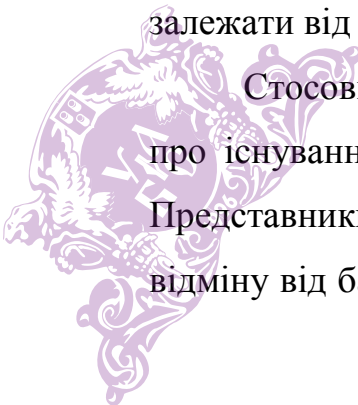 залежати від
Стосов
про існуванн
Представник
відміну від б